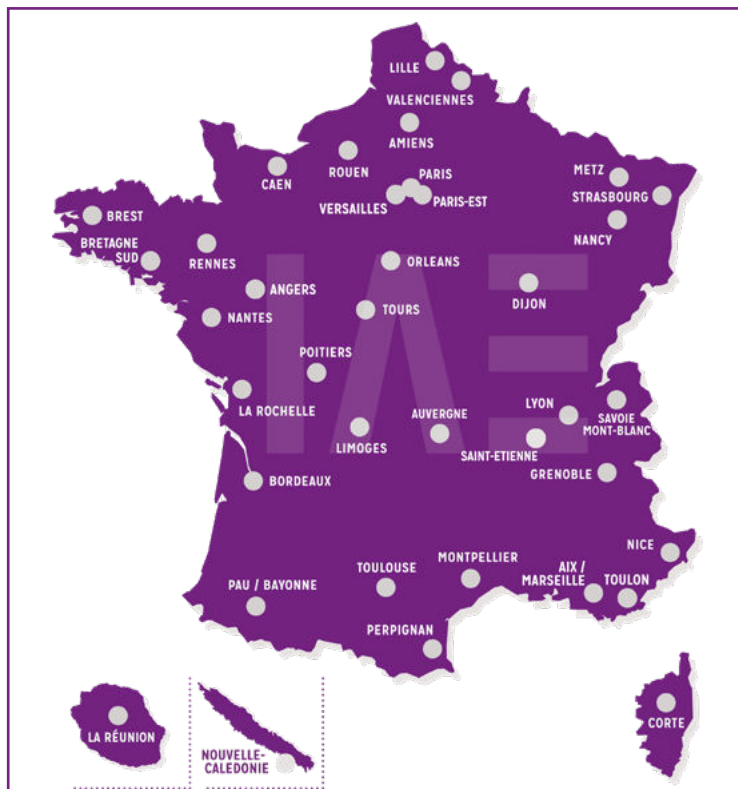 LILLE
VALENCIENNES
AMIENS
ROUEN
CAEN
PARIS
VERSAILLES
PARIS-EST
METZ
STRASBOURG
NANCY
BREST
BRETAGNE
SUD
RENNES
ORLEANS
ANGERS
DIJON
NANTES
TOURS
IAE
POITIERS
LA ROCHELLE
LIMOGES
AUVERGNE
LYON
SAVOIE
MONT-BLANC
SAINT-ETIENNE
GRENOBLE
BORDEAUX
NICE
MONTPELLIER
TOULOUSE
AIX /
MARSEILLE
TOULON
PAU / BAYONNE
PERPIGNAN
LA RÉUNION
NOUVELLE-
CALEDONIE
CORTE